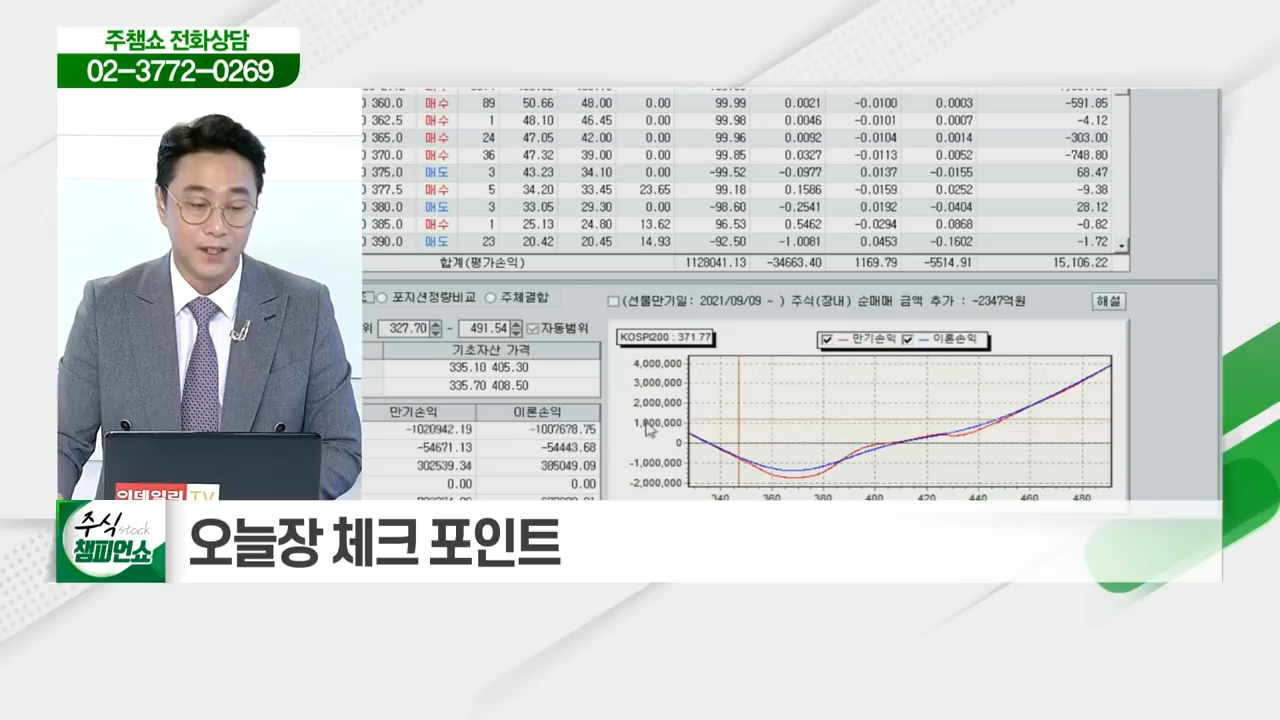 주챔쇼 전화상담
02-3772-0269
360.0 매수 89 50.66 48.00 0.00 99.99 0.0021 -0.0100 0.0003 -591.85
362.5 매수 1 48.10 46.45 0.00 99.98 0.0046 -0.0101 0.0007 -4.12
365.0 매수 24 47.05 42.00 0.00 99.96 0.0092 -0.0104 0.0014 -303.00
370.0 매수 36 47.32 39.00 0.00 99.85 0.0327 -0.0113 0.0052 -748.80
375.0 매도 3 43.23 34.10 0.00 -99.52 -0.0977 0.0137 -0.0155 68.47
377.5 매수 5 34.20 33.45 23.65 99.18 0.1586 -0.0159 0.0252 -9.38
380.0 매도 3 33.05 29.30 0.00 -98.60 -0.2541 0.0192 -0.0404 28.12
385.0 매수 1 25.13 24.80 13.62 96.53 0.5462 -0.0294 0.0868 -0.82
390.0 매도 23 20.42 20.45 14.93 -92.50 -1.0081 0.0453 -0.1602 -1.72
합계(평가손익) 1128041.13 -34663.40 1169.79 -5514.91 15,106.22
포지션정량비교 주체결합
(선물만기일: 2021/09/09 ~ ) 주식(장내) 순매매 금액 추가 : -2347억원 해설
위 327.70 ~ 491.54 자동범위
기초자산 가격
335.10 405.30
335.70 408.50
만기손익 이론손익
-1020942.19 -1007678.75
-54671.13 -54443.68
302539.34 385049.09
0.00 0.00
KOSPI200 : 371.77
만기손익 이론손익
4,000,000
3,000,000
2,000,000
1,000,000
0
-1,000,000
-2,000,000
340 360 380 400 420 440 460 480
이데일리 TV
주식 stock
챔피언쇼
오늘장 체크 포인트